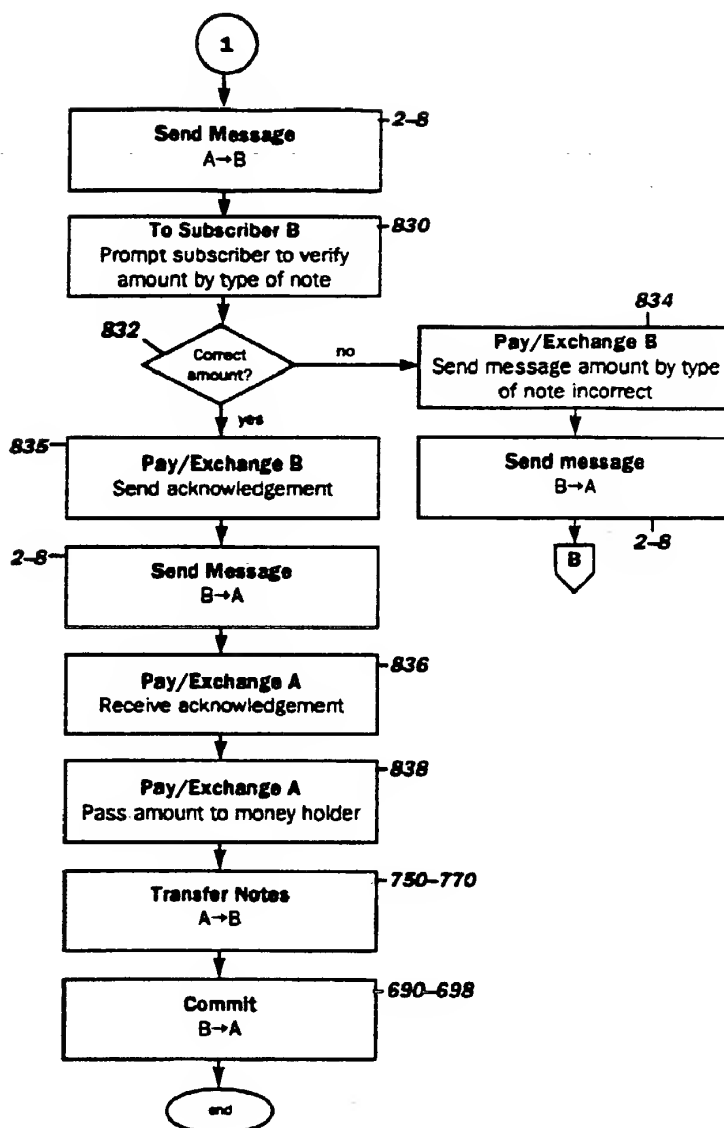 1
Send Message
A→B
2–8
To Subscriber B
Prompt subscriber to verify
amount by type of note
830
832
Correct
amount?
no
yes
834
Pay/Exchange B
Send message amount by type
of note incorrect
Send message
B→A
2–8
B
835
Pay/Exchange B
Send acknowledgement
2–8
Send Message
B→A
Pay/Exchange A
Receive acknowledgement
836
Pay/Exchange A
Pass amount to money holder
838
Transfer Notes
A→B
750–770
Commit
B→A
690–698
end